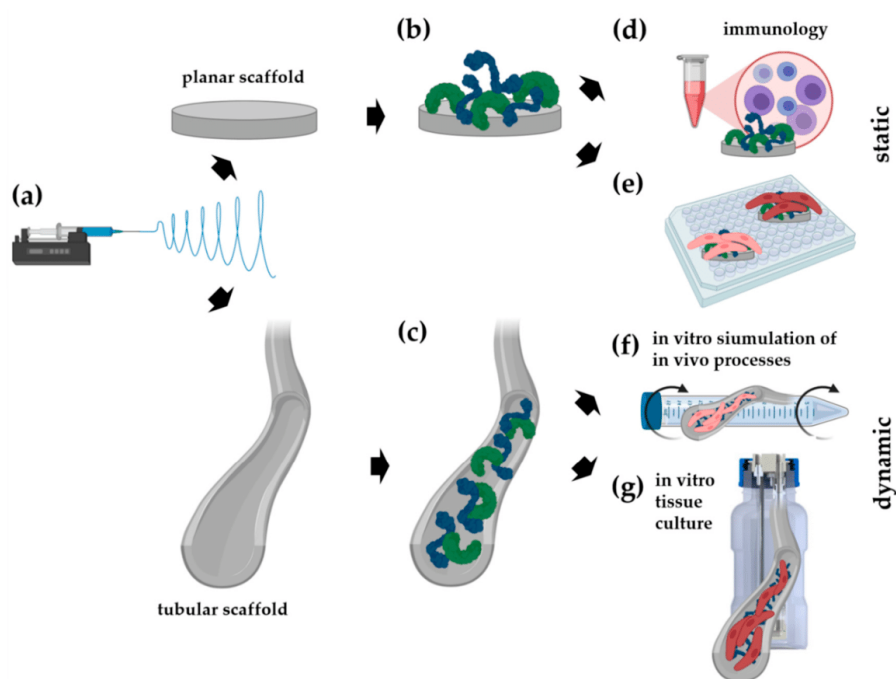 (b)
(d)
immunology
planar scaffold
static
(a)
(e)
(c)
(f)
in vitro siumulation of
in vivo processes
dynamic
(g)
in vitro
tissue
culture
tubular scaffold